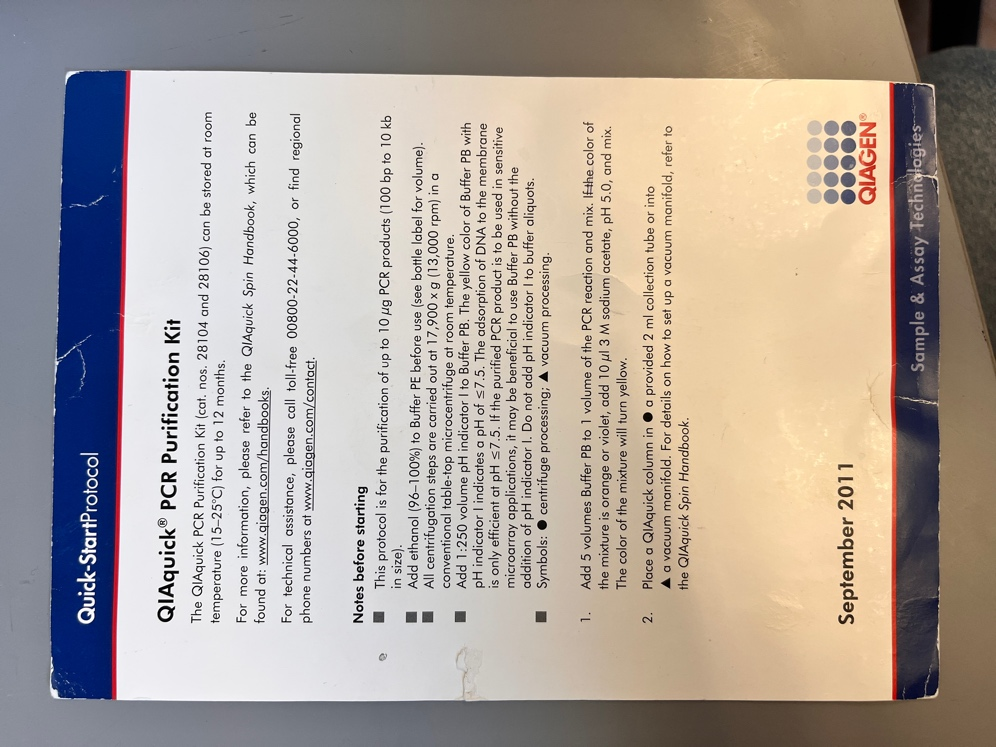 Quick-StartProtocol
QIAquick® PCR Purification Kit
The QIAquick PCR Purification Kit (cat. nos. 28104 and 28106) can be stored at room
temperature (15–25°C) for up to 12 months.
For more information, please refer to the QIAquick Spin Handbook, which can be
found at: www.qiagen.com/handbooks.
For technical assistance, please call toll-free 00800-22-44-6000, or find regional
phone numbers at www.qiagen.com/contact.
Notes before starting
■ This protocol is for the purification of up to 10 μg PCR products (100 bp to 10 kb
in size).
■ Add ethanol (96–100%) to Buffer PE before use (see bottle label for volume).
■ All centrifugation steps are carried out at 17,900 x g (13,000 rpm) in a
conventional table-top microcentrifuge at room temperature.
■ Add 1:250 volume pH indicator I to Buffer PB. The yellow color of Buffer PB with
pH indicator I indicates a pH of ≤7.5. The adsorption of DNA to the membrane
is only efficient at pH ≤7.5. If the purified PCR product is to be used in sensitive
microarray applications, it may be beneficial to use Buffer PB without the
addition of pH indicator I. Do not add pH indicator I to buffer aliquots.
■ Symbols: ● centrifuge processing; ▲ vacuum processing.
1. Add 5 volumes Buffer PB to 1 volume of the PCR reaction and mix. If the color of
the mixture is orange or violet, add 10 μl 3 M sodium acetate, pH 5.0, and mix.
The color of the mixture will turn yellow.
2. Place a QIAquick column in ● a provided 2 ml collection tube or into
▲ a vacuum manifold. For details on how to set up a vacuum manifold, refer to
the QIAquick Spin Handbook.
September 2011
QIAGEN®
Sample & Assay Technologies